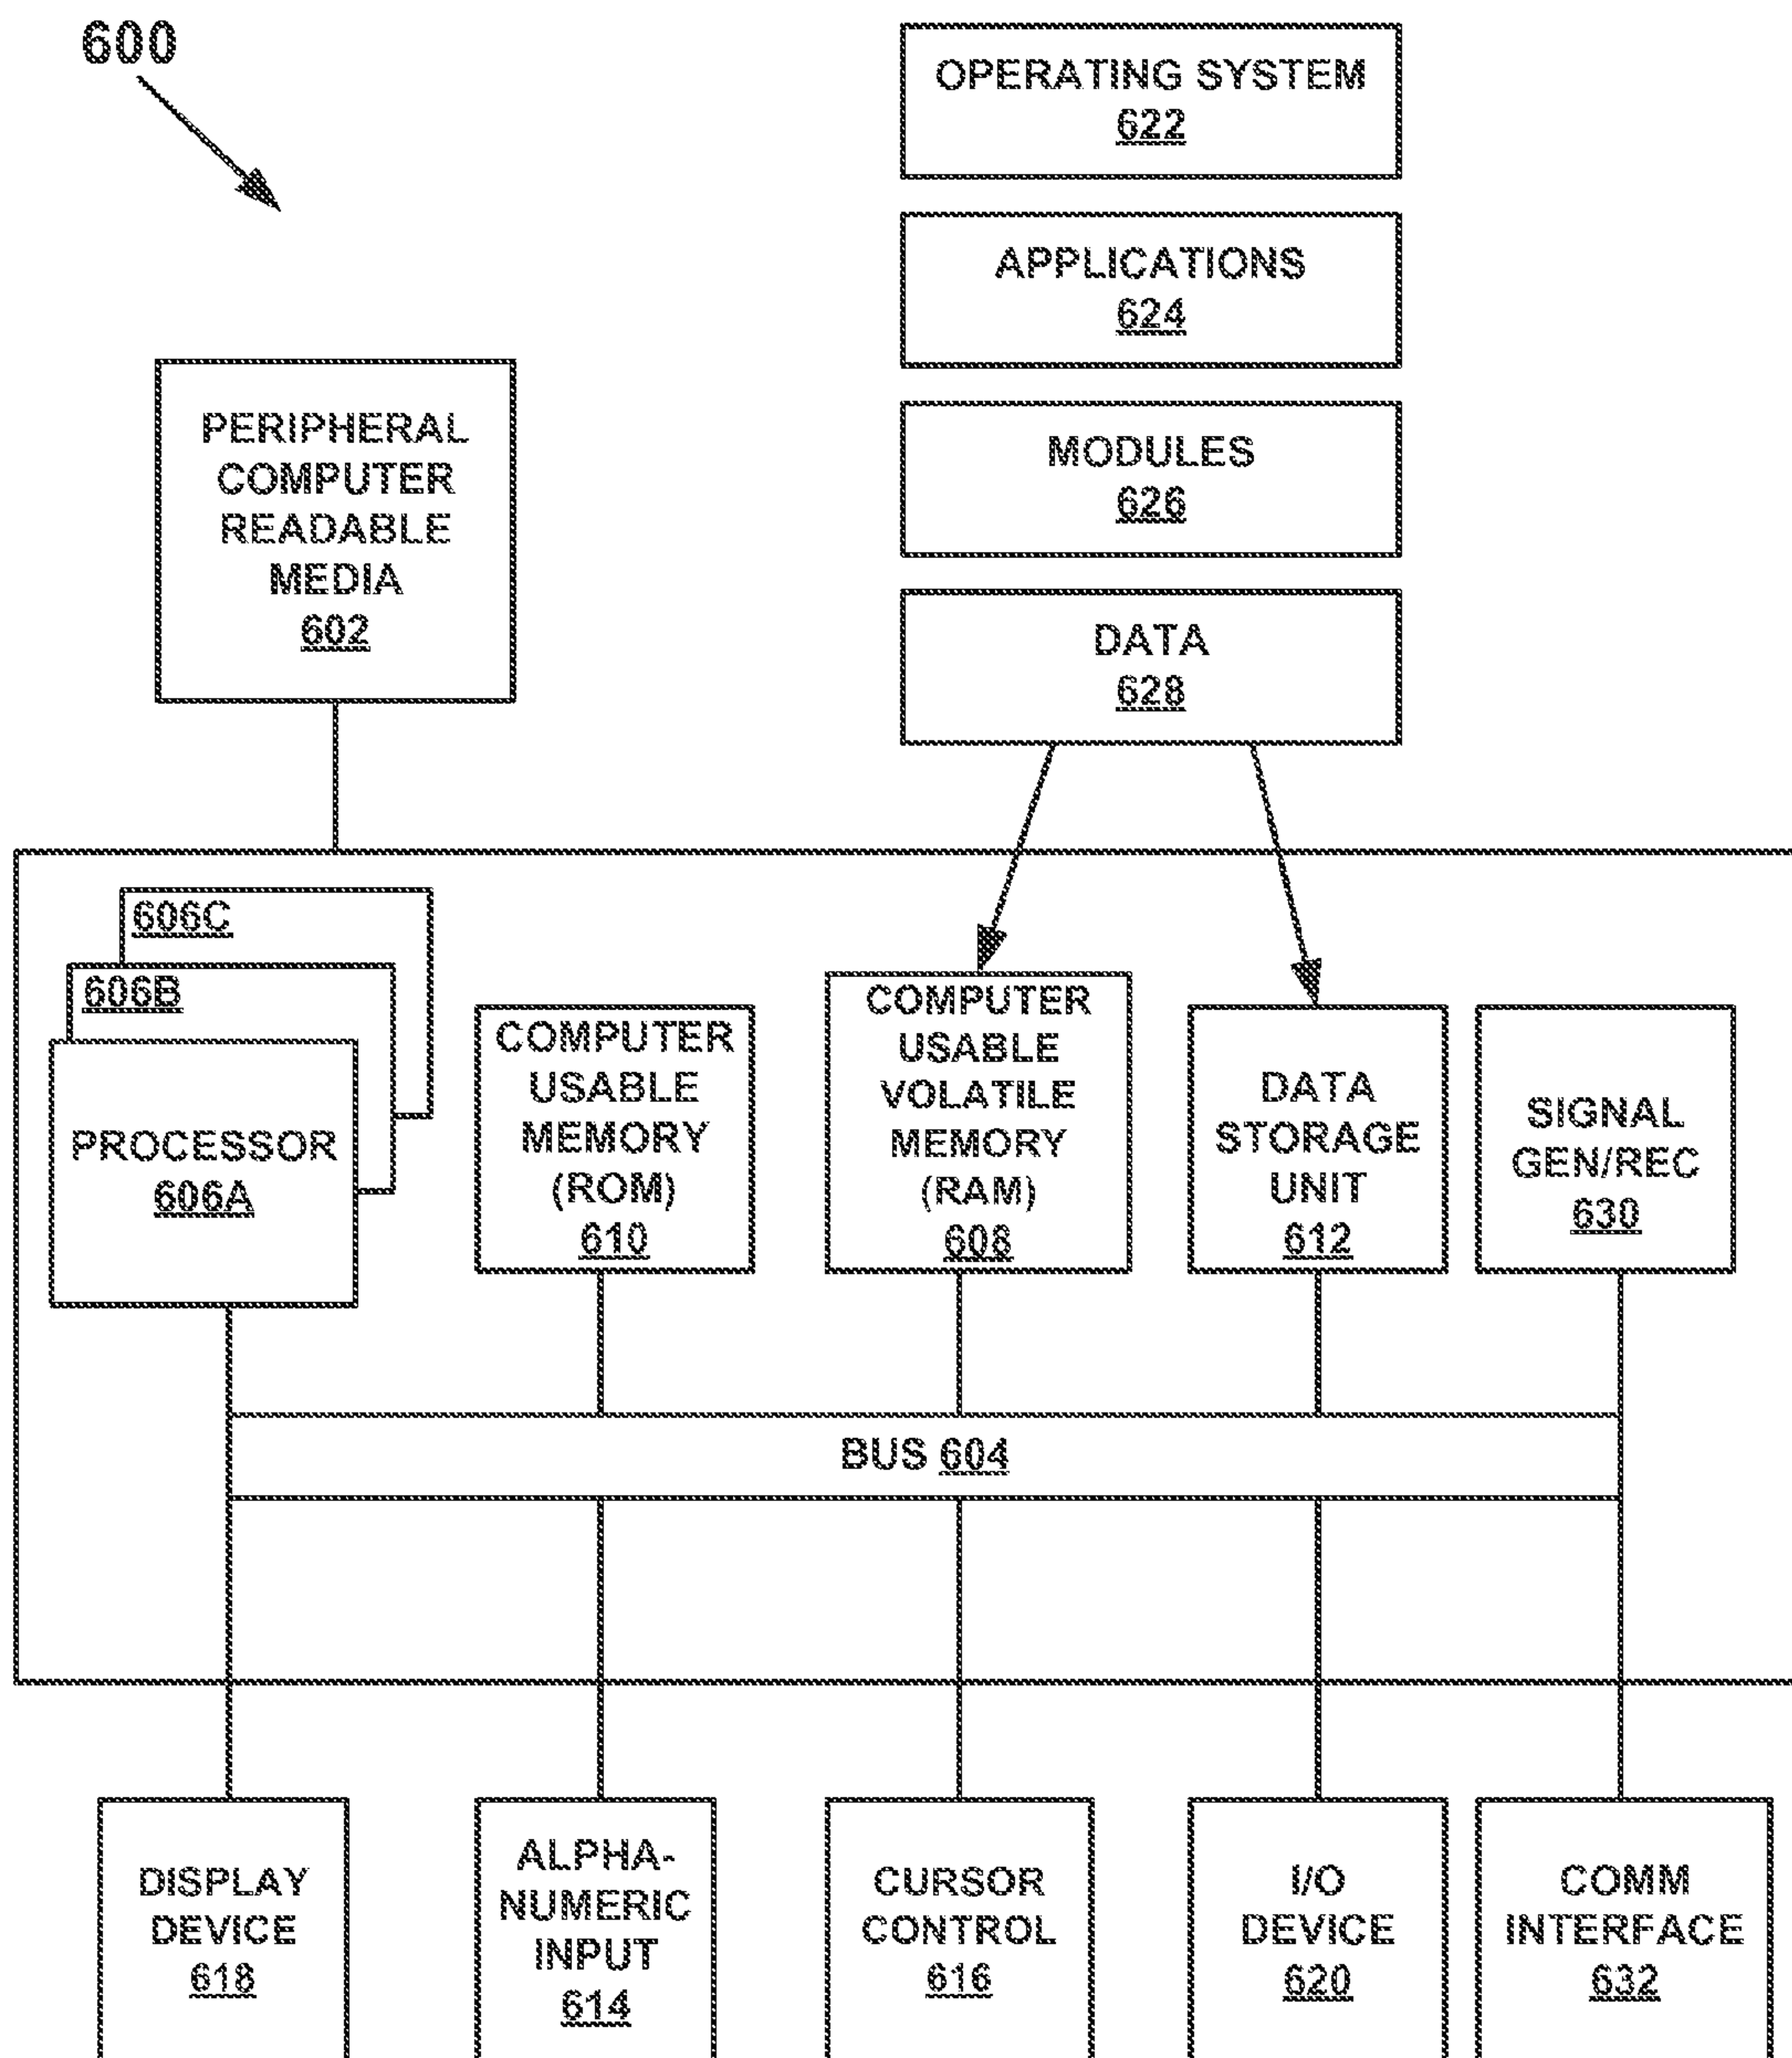 600
OPERATING SYSTEM
622
APPLICATIONS
624
MODULES
626
DATA
628
PERIPHERAL
COMPUTER
READABLE
MEDIA
602
606C
606B
PROCESSOR
606A
COMPUTER
USABLE
MEMORY
(ROM)
610
COMPUTER
USABLE
VOLATILE
MEMORY
(RAM)
608
DATA
STORAGE
UNIT
612
SIGNAL
GEN/REC
630
BUS 604
DISPLAY
DEVICE
618
ALPHA-
NUMERIC
INPUT
614
CURSOR
CONTROL
616
I/O
DEVICE
620
COMM
INTERFACE
632